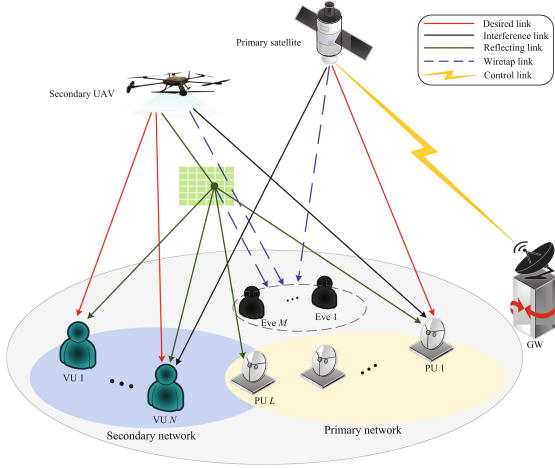 Primary satellite
Desired link
Interference link
Reflecting link
Wiretap link
Control link
Secondary UAV
Eve M
Eve 1
GW
VU 1
VU N
PU L
PU 1
Secondary network
Primary network